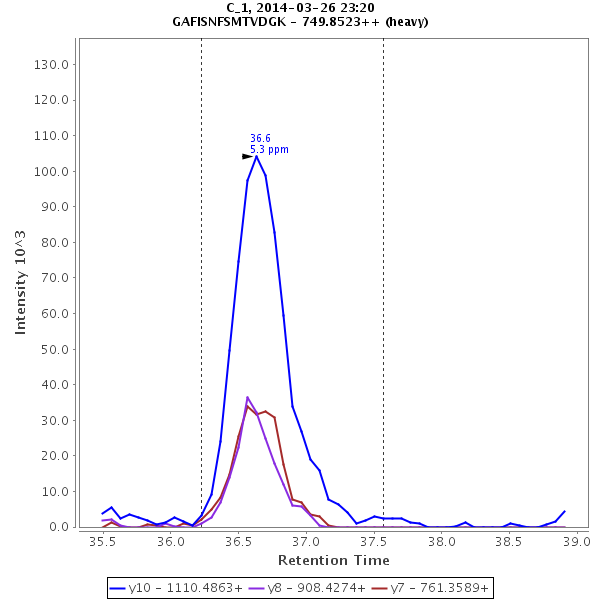 C_1, 2014-03-26 23:20
GAFISNFSMTVDGK - 749.8523++ (heavy)
130.0
120.0
110.0
100.0
90.0
80.0
70.0
60.0
50.0
40.0
30.0
20.0
10.0
0.0
Intensity 10^3
36.6
5.3 ppm
35.5 36.0 36.5 37.0 37.5 38.0 38.5 39.0
Retention Time
y10 - 1110.4863+ y8 - 908.4274+ y7 - 761.3589+